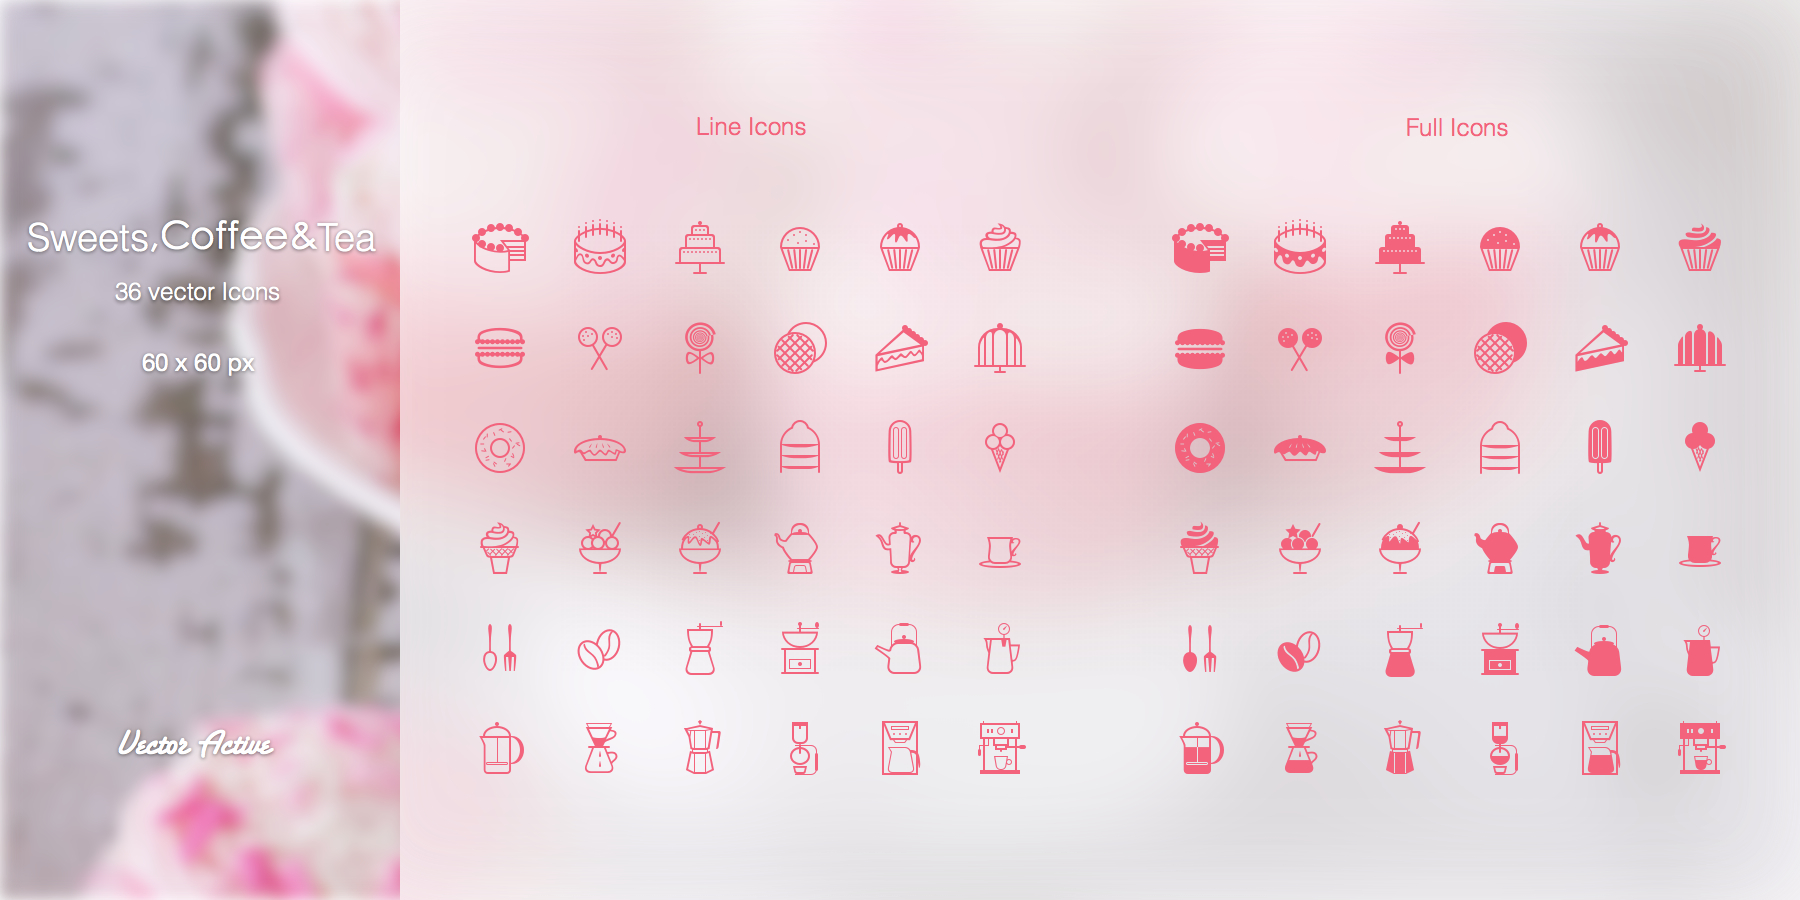 Sweets,Coffee&Tea
36 vector Icons
60 x 60 px
Vector Active
Line Icons
Full Icons